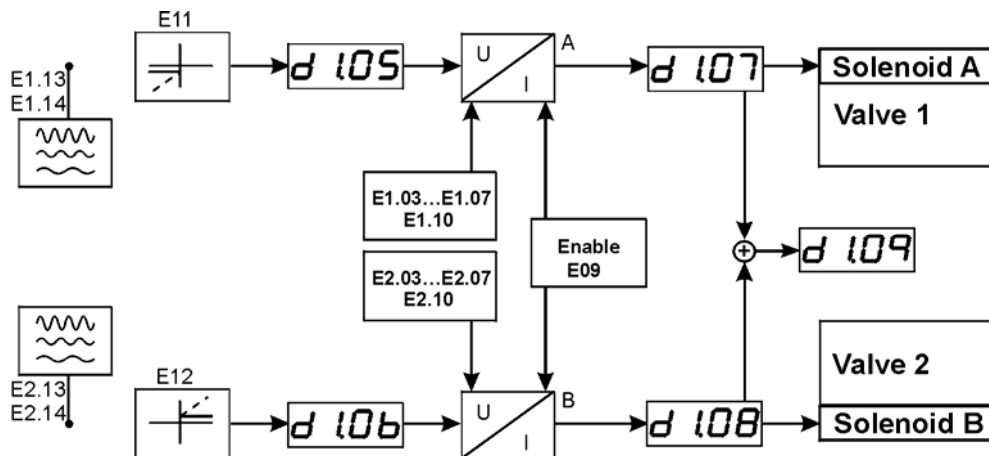 E11
E1.13
E1.14
d 1.05
U
I
A
d 1.07
Solenoid A
Valve 1
E1.03...E1.07
E1.10
Enable
E09
d 1.09
E2.03...E2.07
E2.10
E2.13
E2.14
E12
d 1.06
U
I
B
d 1.08
Valve 2
Solenoid B